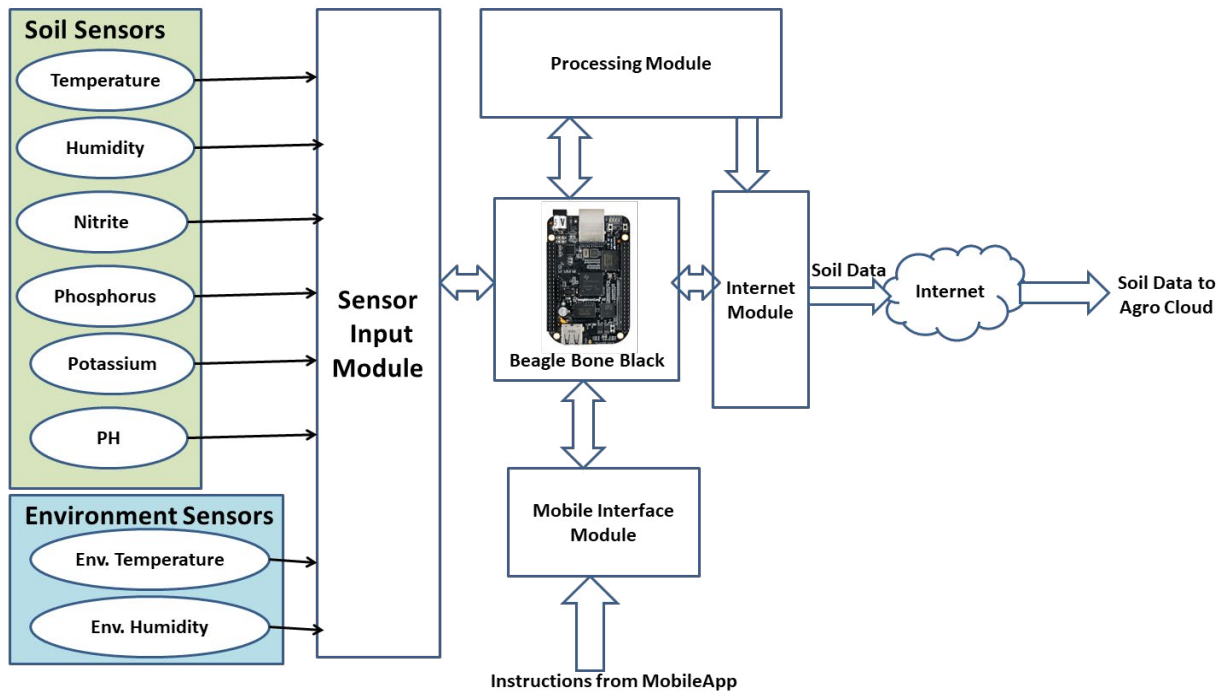 Soil Sensors
Temperature
Humidity
Nitrite
Phosphorus
Potassium
PH
Environment Sensors
Env. Temperature
Env. Humidity
Sensor
Input
Module
Processing Module
Beagle Bone Black
Internet
Module
Mobile Interface
Module
Instructions from MobileApp
Soil Data
Internet
Soil Data to
Agro Cloud